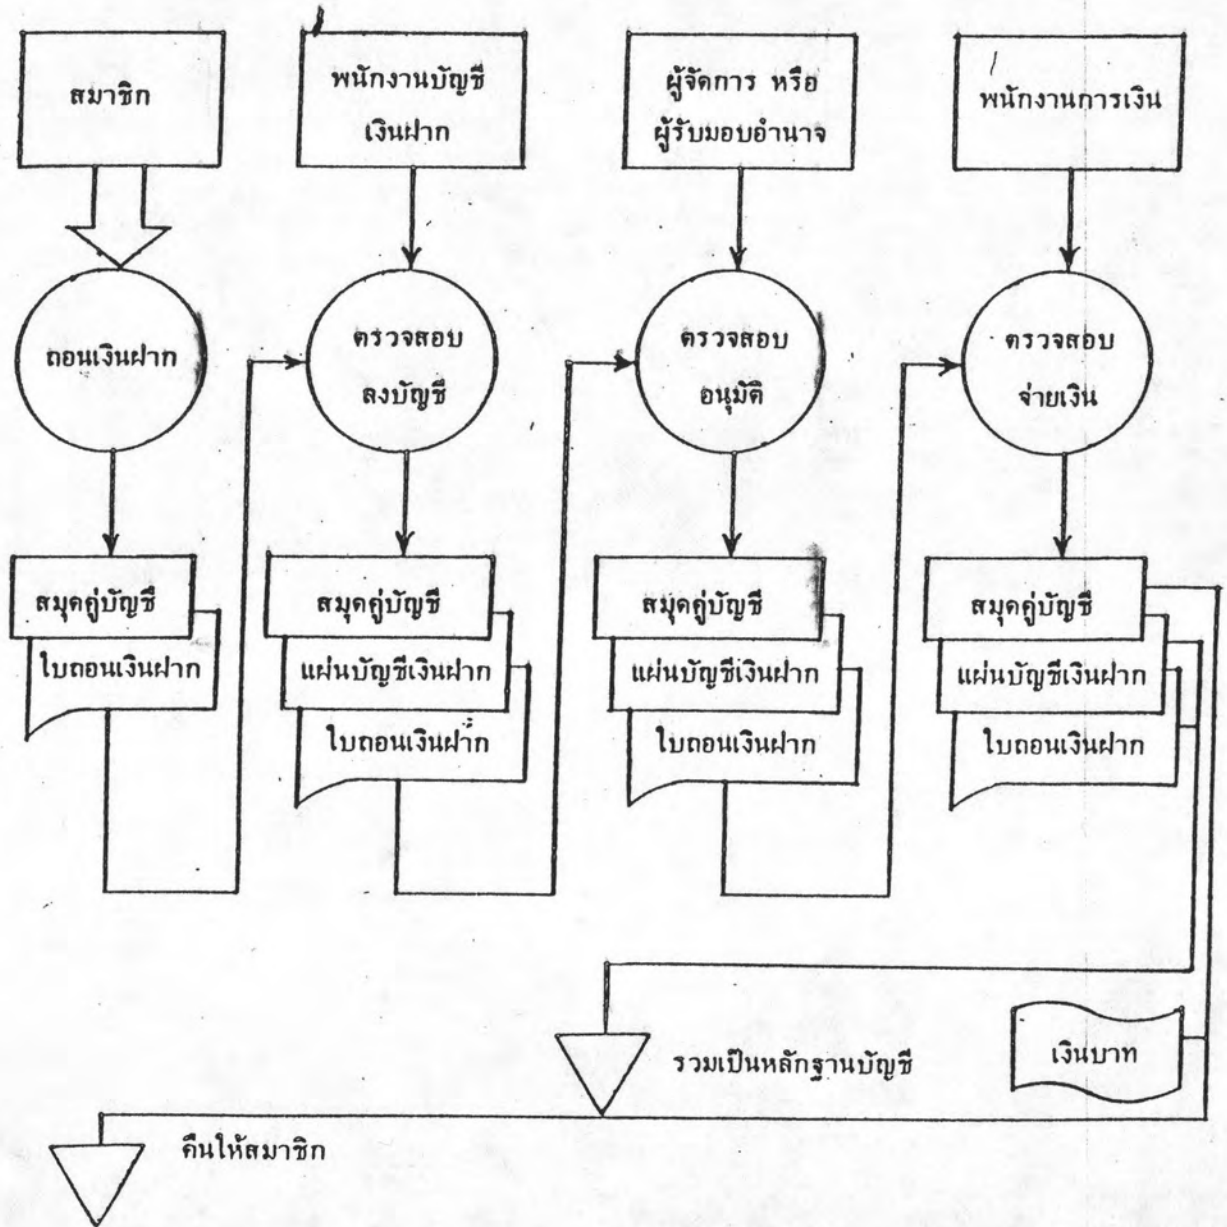 สมาชิก
พนักงานบัญชี
เงินฝาก
ผู้จัดการ หรือ
ผู้รับมอบอำนาจ
พนักงานการเงิน
ถอนเงินฝาก
ตรวจสอบ
ลงบัญชี
ตรวจสอบ
อนุมัติ
ตรวจสอบ
จ่ายเงิน
สมุดคู่บัญชี
ใบถอนเงินฝาก
สมุดคู่บัญชี
แผ่นบัญชีเงินฝาก
ใบถอนเงินฝาก
สมุดคู่บัญชี
แผ่นบัญชีเงินฝาก
ใบถอนเงินฝาก
สมุดคู่บัญชี
แผ่นบัญชีเงินฝาก
ใบถอนเงินฝาก
รวมเป็นหลักฐานบัญชี
เงินบาท
คืนให้สมาชิก